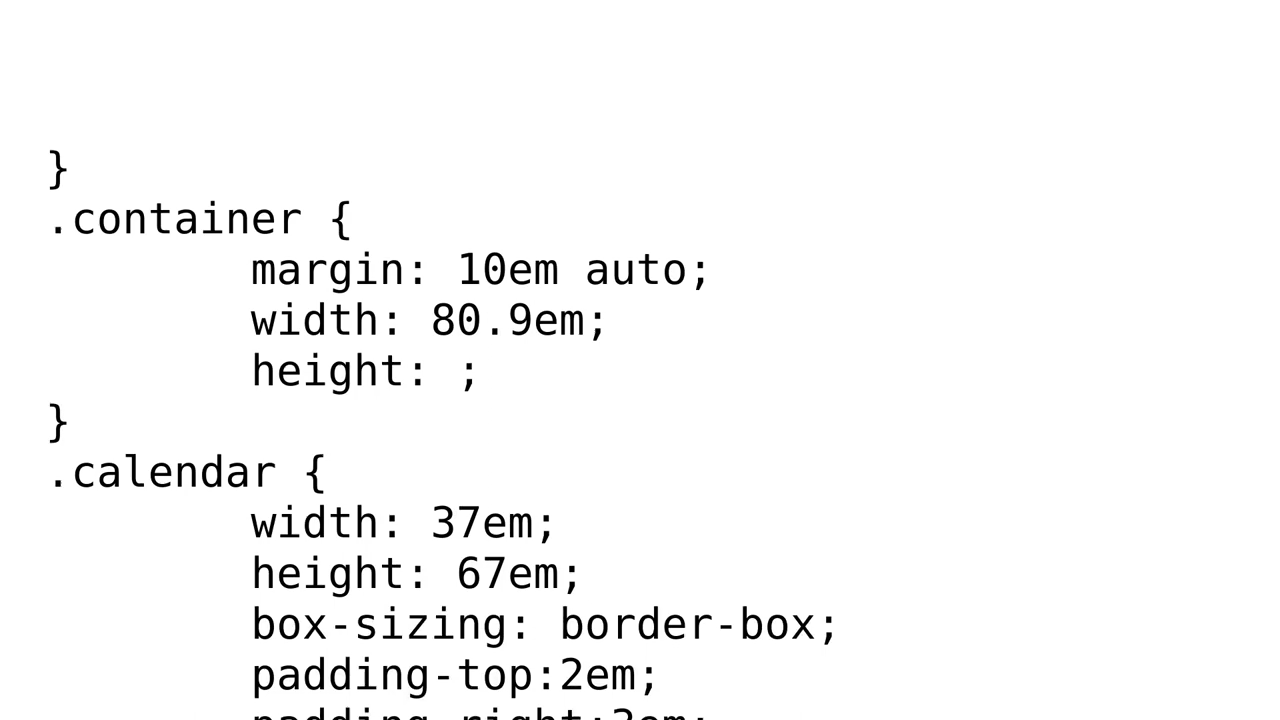 }
.container {
        margin: 10em auto;
        width: 80.9em;
        height: ;
}
.calendar {
        width: 37em;
        height: 67em;
        box-sizing: border-box;
        padding-top:2em;